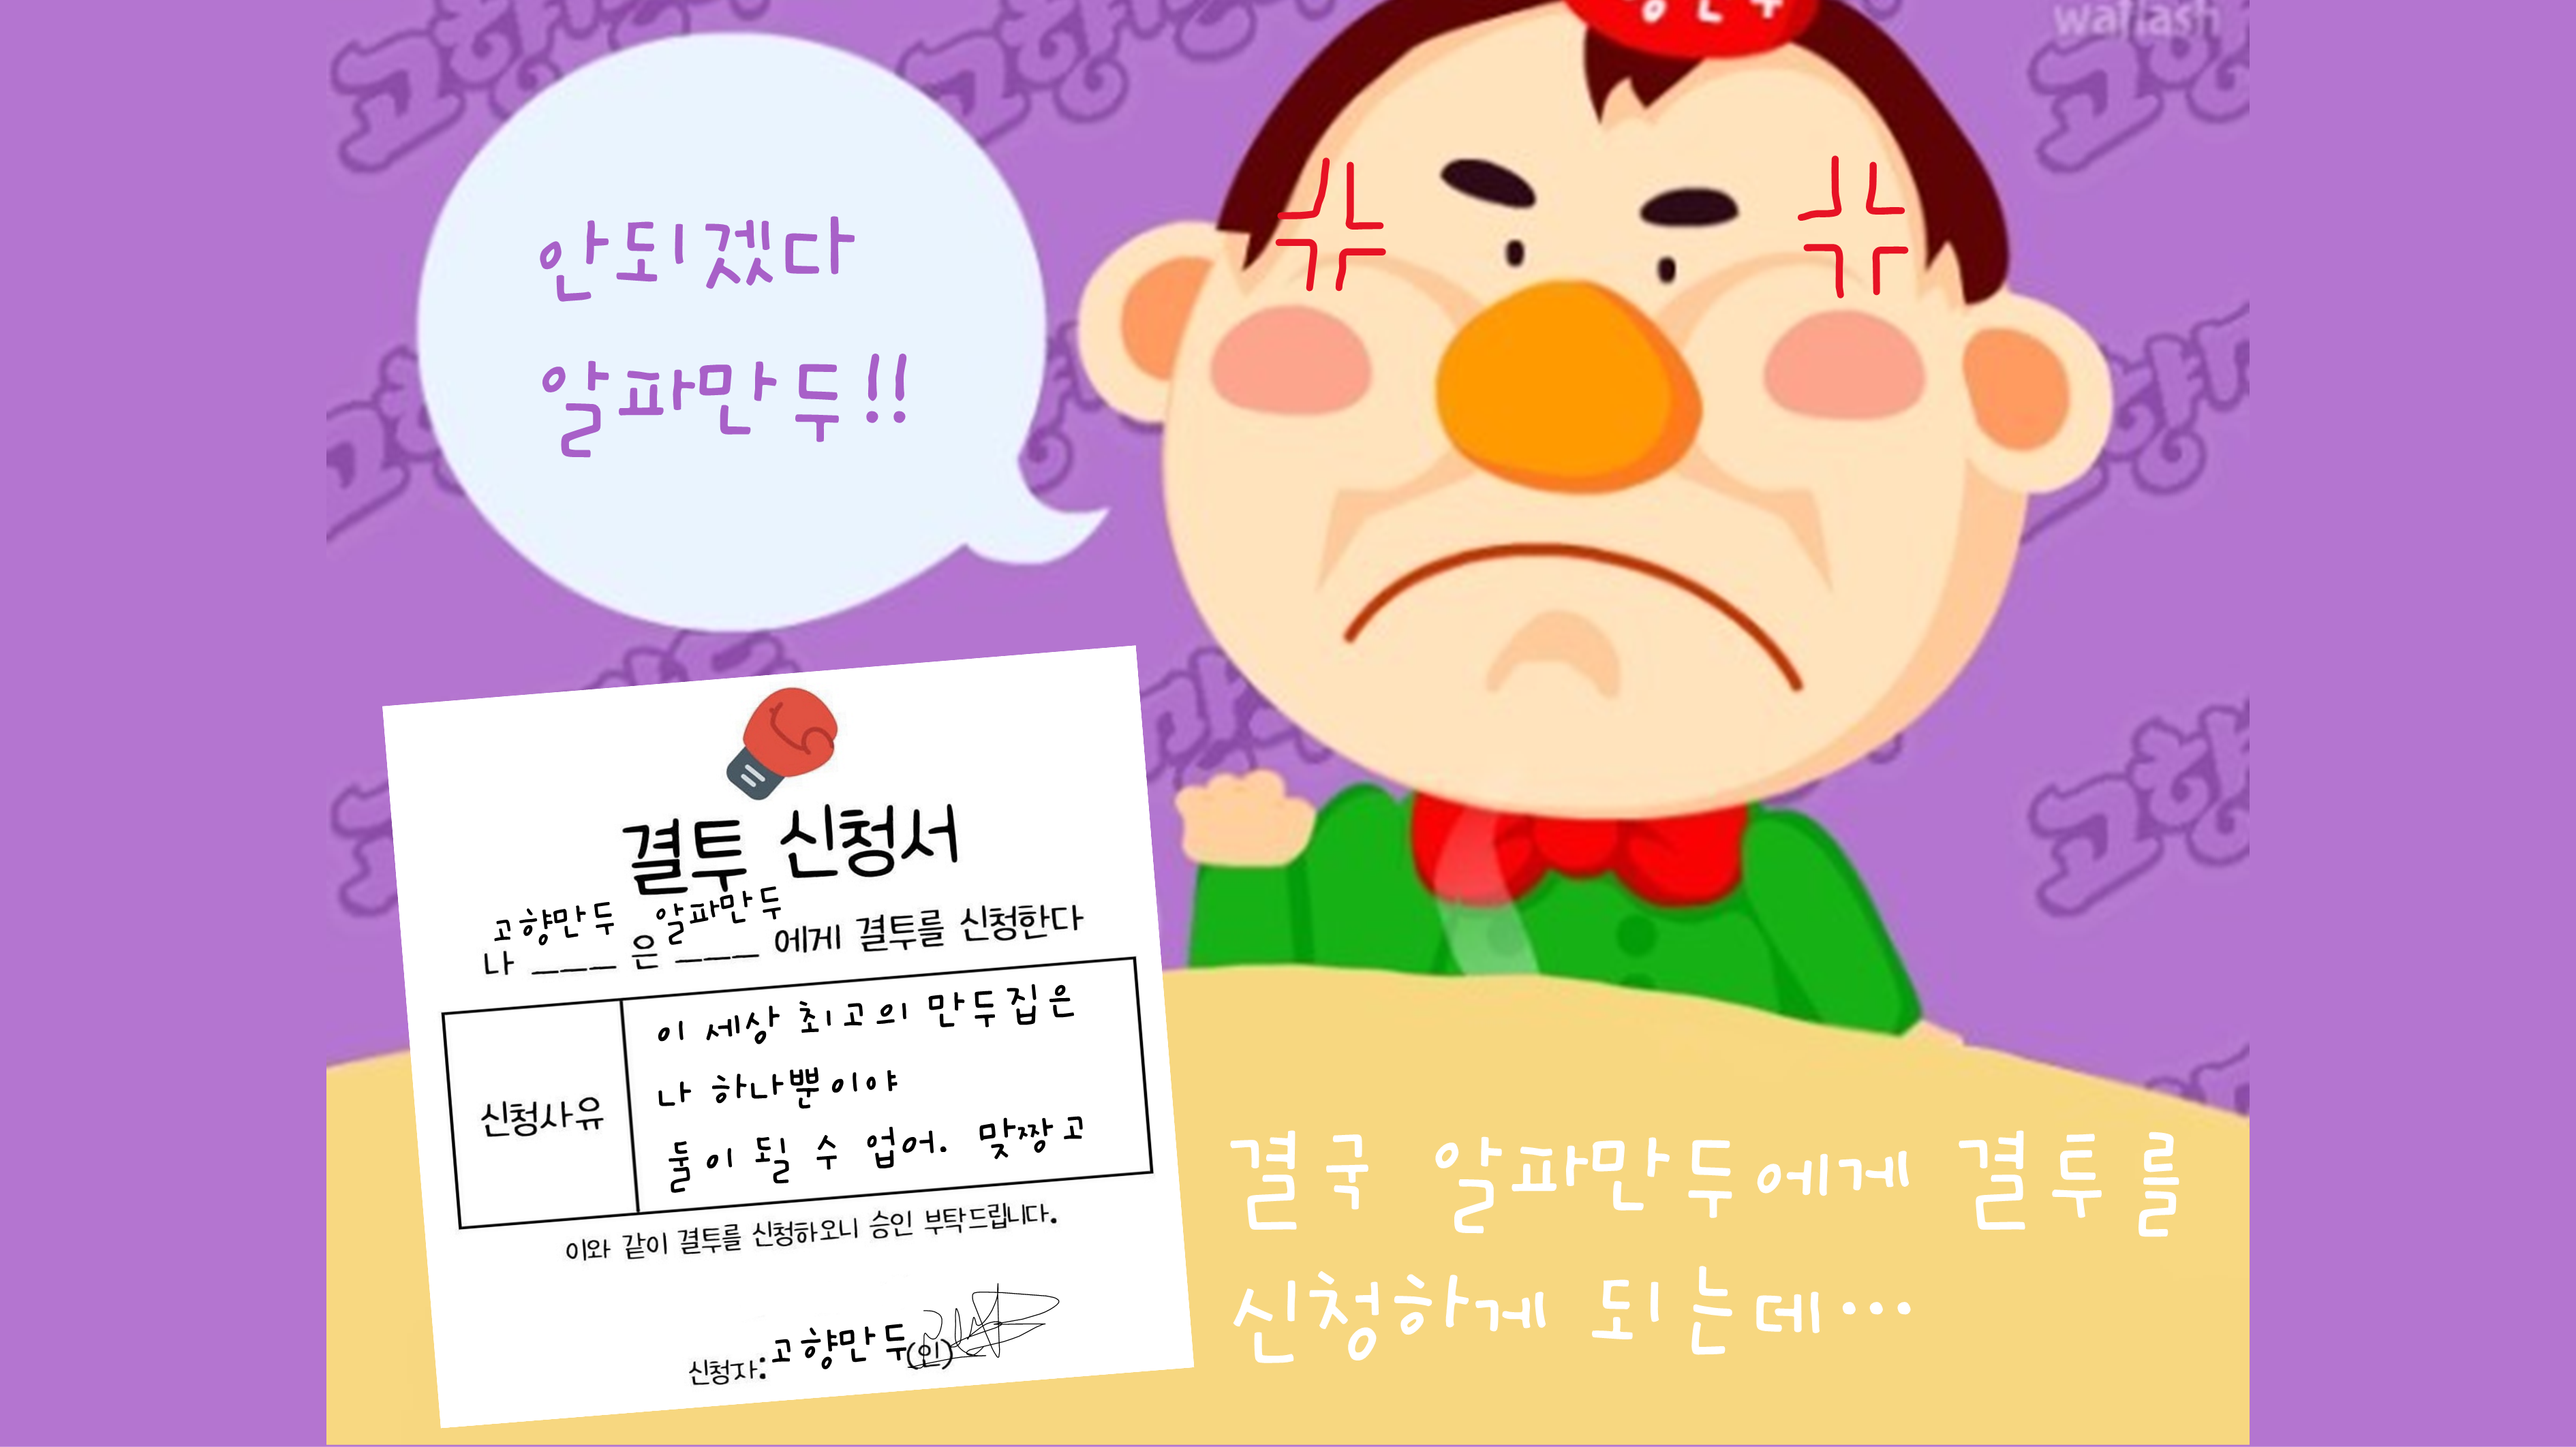 watlash
안되겠다
알파만두!!
결투 신청서
나 고향만두 은 알파만두 에게 결투를 신청한다
신청사유
이 세상 최고의 만두집은
나 하나뿐이야
둘이 될 수 업어. 맞짱고
이와 같이 결투를 신청하오니 승인 부탁드립니다.
신청자: 고향만두(인)
결국 알파만두에게 결투를
신청하게 되는데...